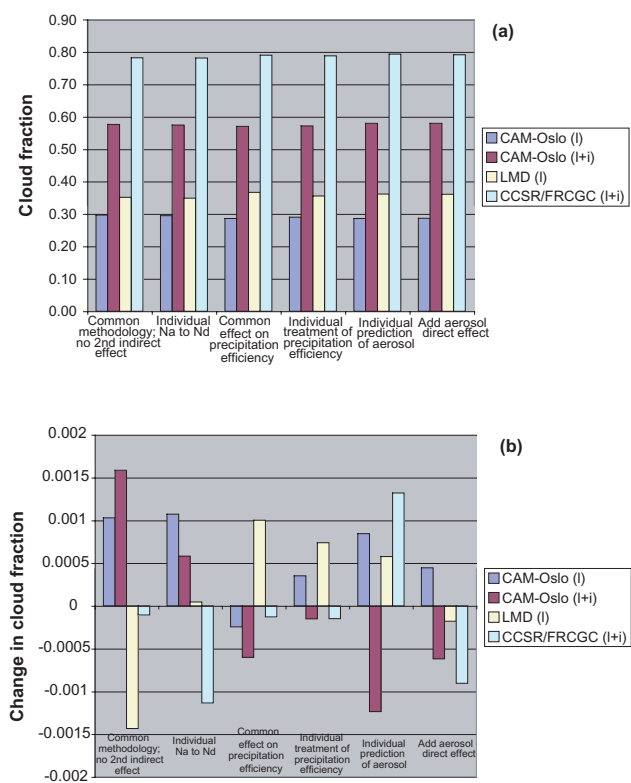 (a)
Cloud fraction
0.90
0.80
0.70
0.60
0.50
0.40
0.30
0.20
0.10
0.00
Common
methodology;
no 2nd indirect
effect
Individual
Na to Nd
Common
effect on
precipitation
efficiency
Individual
treatment of
precipitation
efficiency
Individual
prediction
of aerosol
Add aerosol
direct effect
CAM-Oslo (l)
CAM-Oslo (l+i)
LMD (l)
CCSR/FRCGC (l+i)
(b)
Change in cloud fraction
0.002
0.0015
0.001
0.0005
0
-0.0005
-0.001
-0.0015
-0.002
Common
methodology;
no 2nd indirect
effect
Individual
Na to Nd
Common
effect on
precipitation
efficiency
Individual
treatment of
precipitation
efficiency
Individual
prediction
of aerosol
Add aerosol
direct effect
CAM-Oslo (l)
CAM-Oslo (l+i)
LMD (l)
CCSR/FRCGC (l+i)